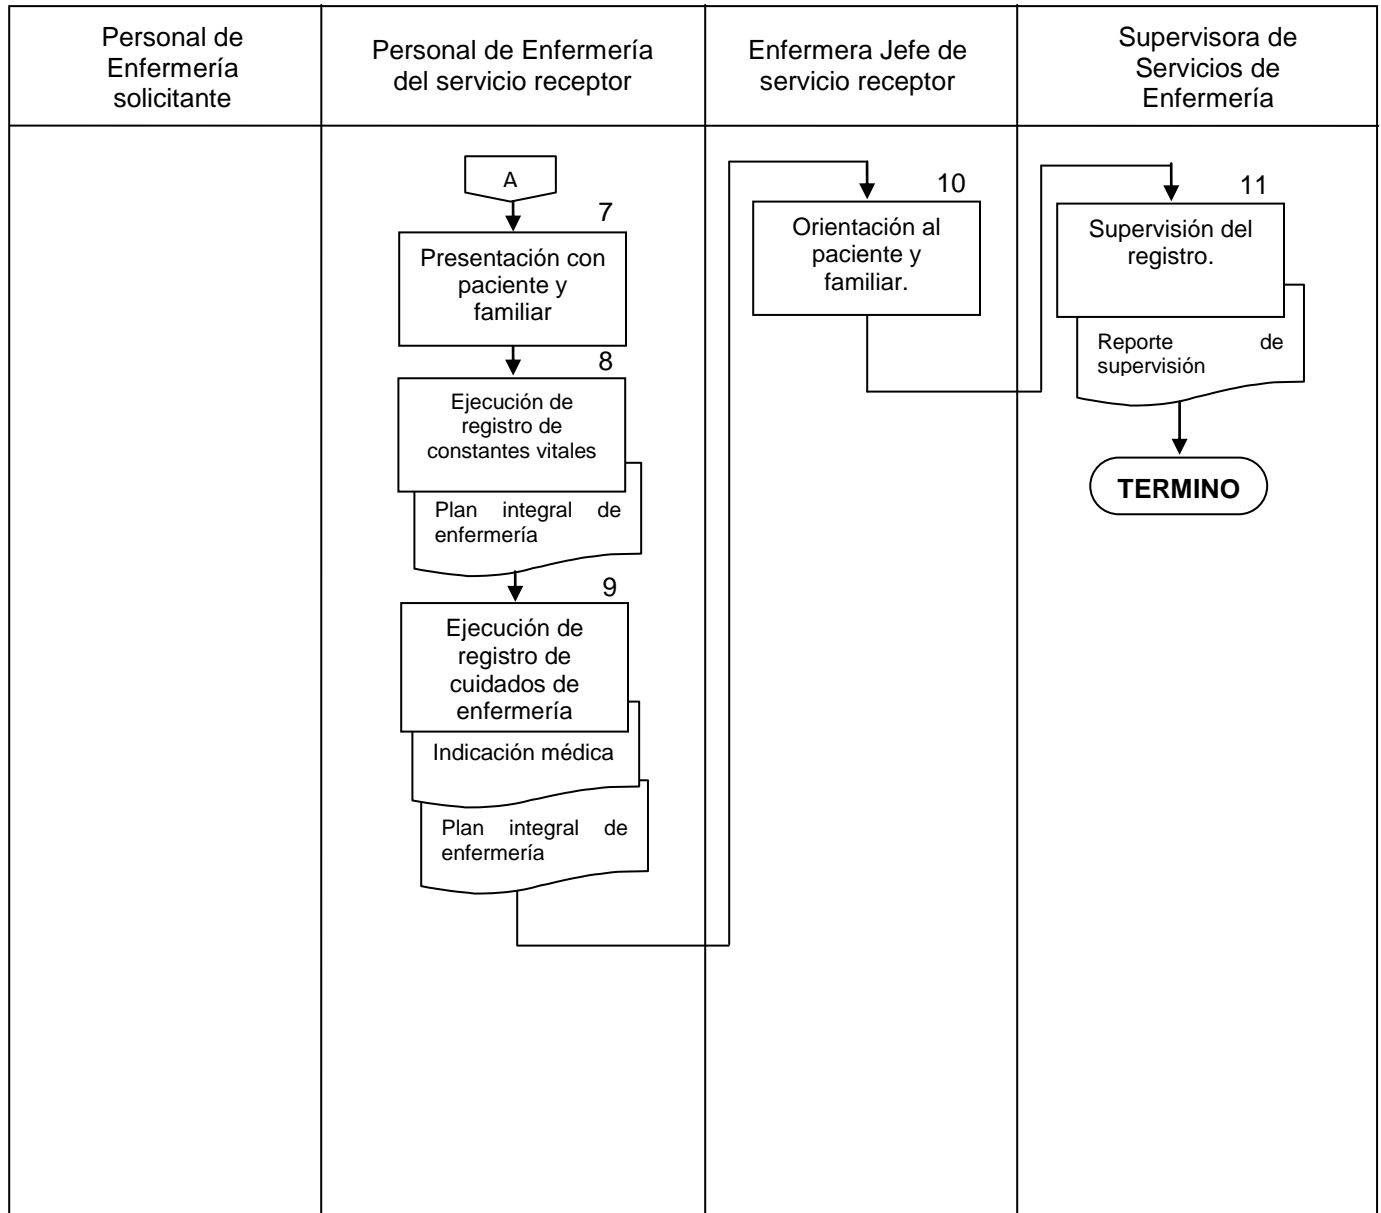 Personal de
Enfermería
solicitante
Personal de Enfermería
del servicio receptor
Enfermera Jefe de
servicio receptor
Supervisora de
Servicios de
Enfermería
A
7
Presentación con
paciente y
familiar
8
Ejecución de
registro de
constantes vitales
Plan integral de
enfermería
9
Ejecución de
registro de
cuidados de
enfermería
Indicación médica
Plan integral de
enfermería
10
Orientación al
paciente y
familiar.
11
Supervisión del
registro.
Reporte de
supervisión
TERMINO